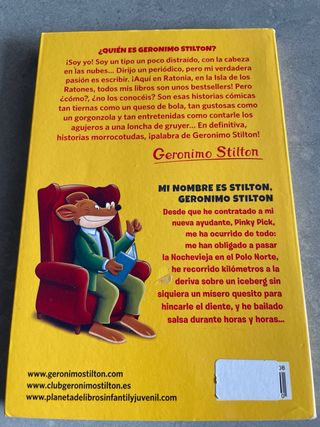 ¿QUIÉN ES GERONIMO STILTON?
¡Soy yo! Soy un tipo un poco distraído, con la cabeza
en las nubes... Dirijo un periódico, pero mi verdadera
pasión es escribir. ¡Aquí en Ratonia, en la Isla de los
Ratones, todos mis libros son unos bestsellers! Pero
¿cómo?, ¿no los conocéis? Son esas historias cómicas
tan tiernas como un queso de bola, tan gustosas como
un gorgonzola y tan entretenidas como contarle los
agujeros a una loncha de gruyer... En definitiva,
historias morrocotudas, ¡palabra de Geronimo Stilton!
Geronimo Stilton
MI NOMBRE ES STILTON,
GERONIMO STILTON
Desde que he contratado a mi
nueva ayudante, Pinky Pick,
me ha ocurrido de todo:
me han obligado a pasar
la Nochevieja en el Polo Norte,
he recorrido kilómetros a la
deriva sobre un iceberg sin
siquiera un mísero quesito para
hincarle el diente, y he bailado
salsa durante horas y horas...
www.geronimostilton.com
www.clubgeronimostilton.es
www.planetadelibrosinfantilyjuvenil.com